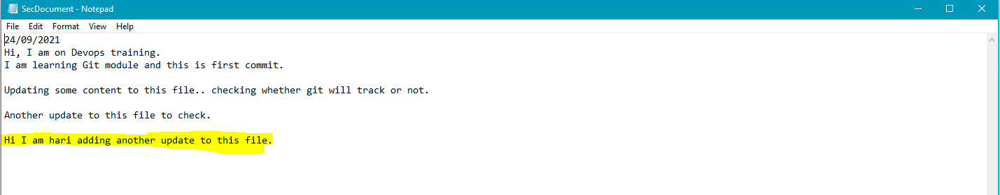 SecDocument - Notepad
File Edit Format View Help
24/09/2021
Hi, I am on Devops training.
I am learning Git module and this is first commit.
Updating some content to this file.. checking whether git will track or not.
Another update to this file to check.
Hi I am hari adding another update to this file.